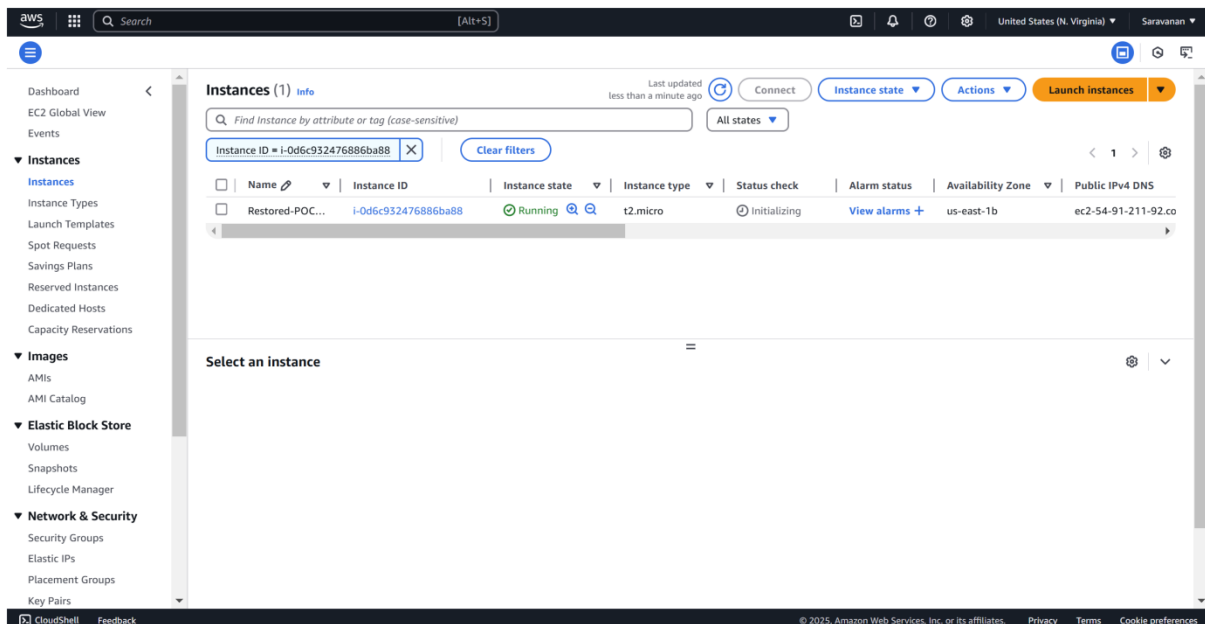 aws Search [Alt+S] United States (N. Virginia) ▼ Saravanan ▼
Dashboard
EC2 Global View
Events
▼ Instances
Instances
Instance Types
Launch Templates
Spot Requests
Savings Plans
Reserved Instances
Dedicated Hosts
Capacity Reservations
▼ Images
AMIs
AMI Catalog
▼ Elastic Block Store
Volumes
Snapshots
Lifecycle Manager
▼ Network & Security
Security Groups
Elastic IPs
Placement Groups
Key Pairs
Instances (1) Info
Last updated
less than a minute ago
Connect Instance state ▼ Actions ▼ Launch instances ▼
Find Instance by attribute or tag (case-sensitive) All states ▼
Instance ID = i-0d6c932476886ba88 Clear filters
< 1 >
Name Instance ID Instance state Instance type Status check Alarm status Availability Zone Public IPv4 DNS
Restored-POC... i-0d6c932476886ba88 Running t2.micro Initializing View alarms + us-east-1b ec2-54-91-211-92.co
Select an instance
CloudShell Feedback © 2025, Amazon Web Services, Inc. or its affiliates. Privacy Terms Cookie preferences